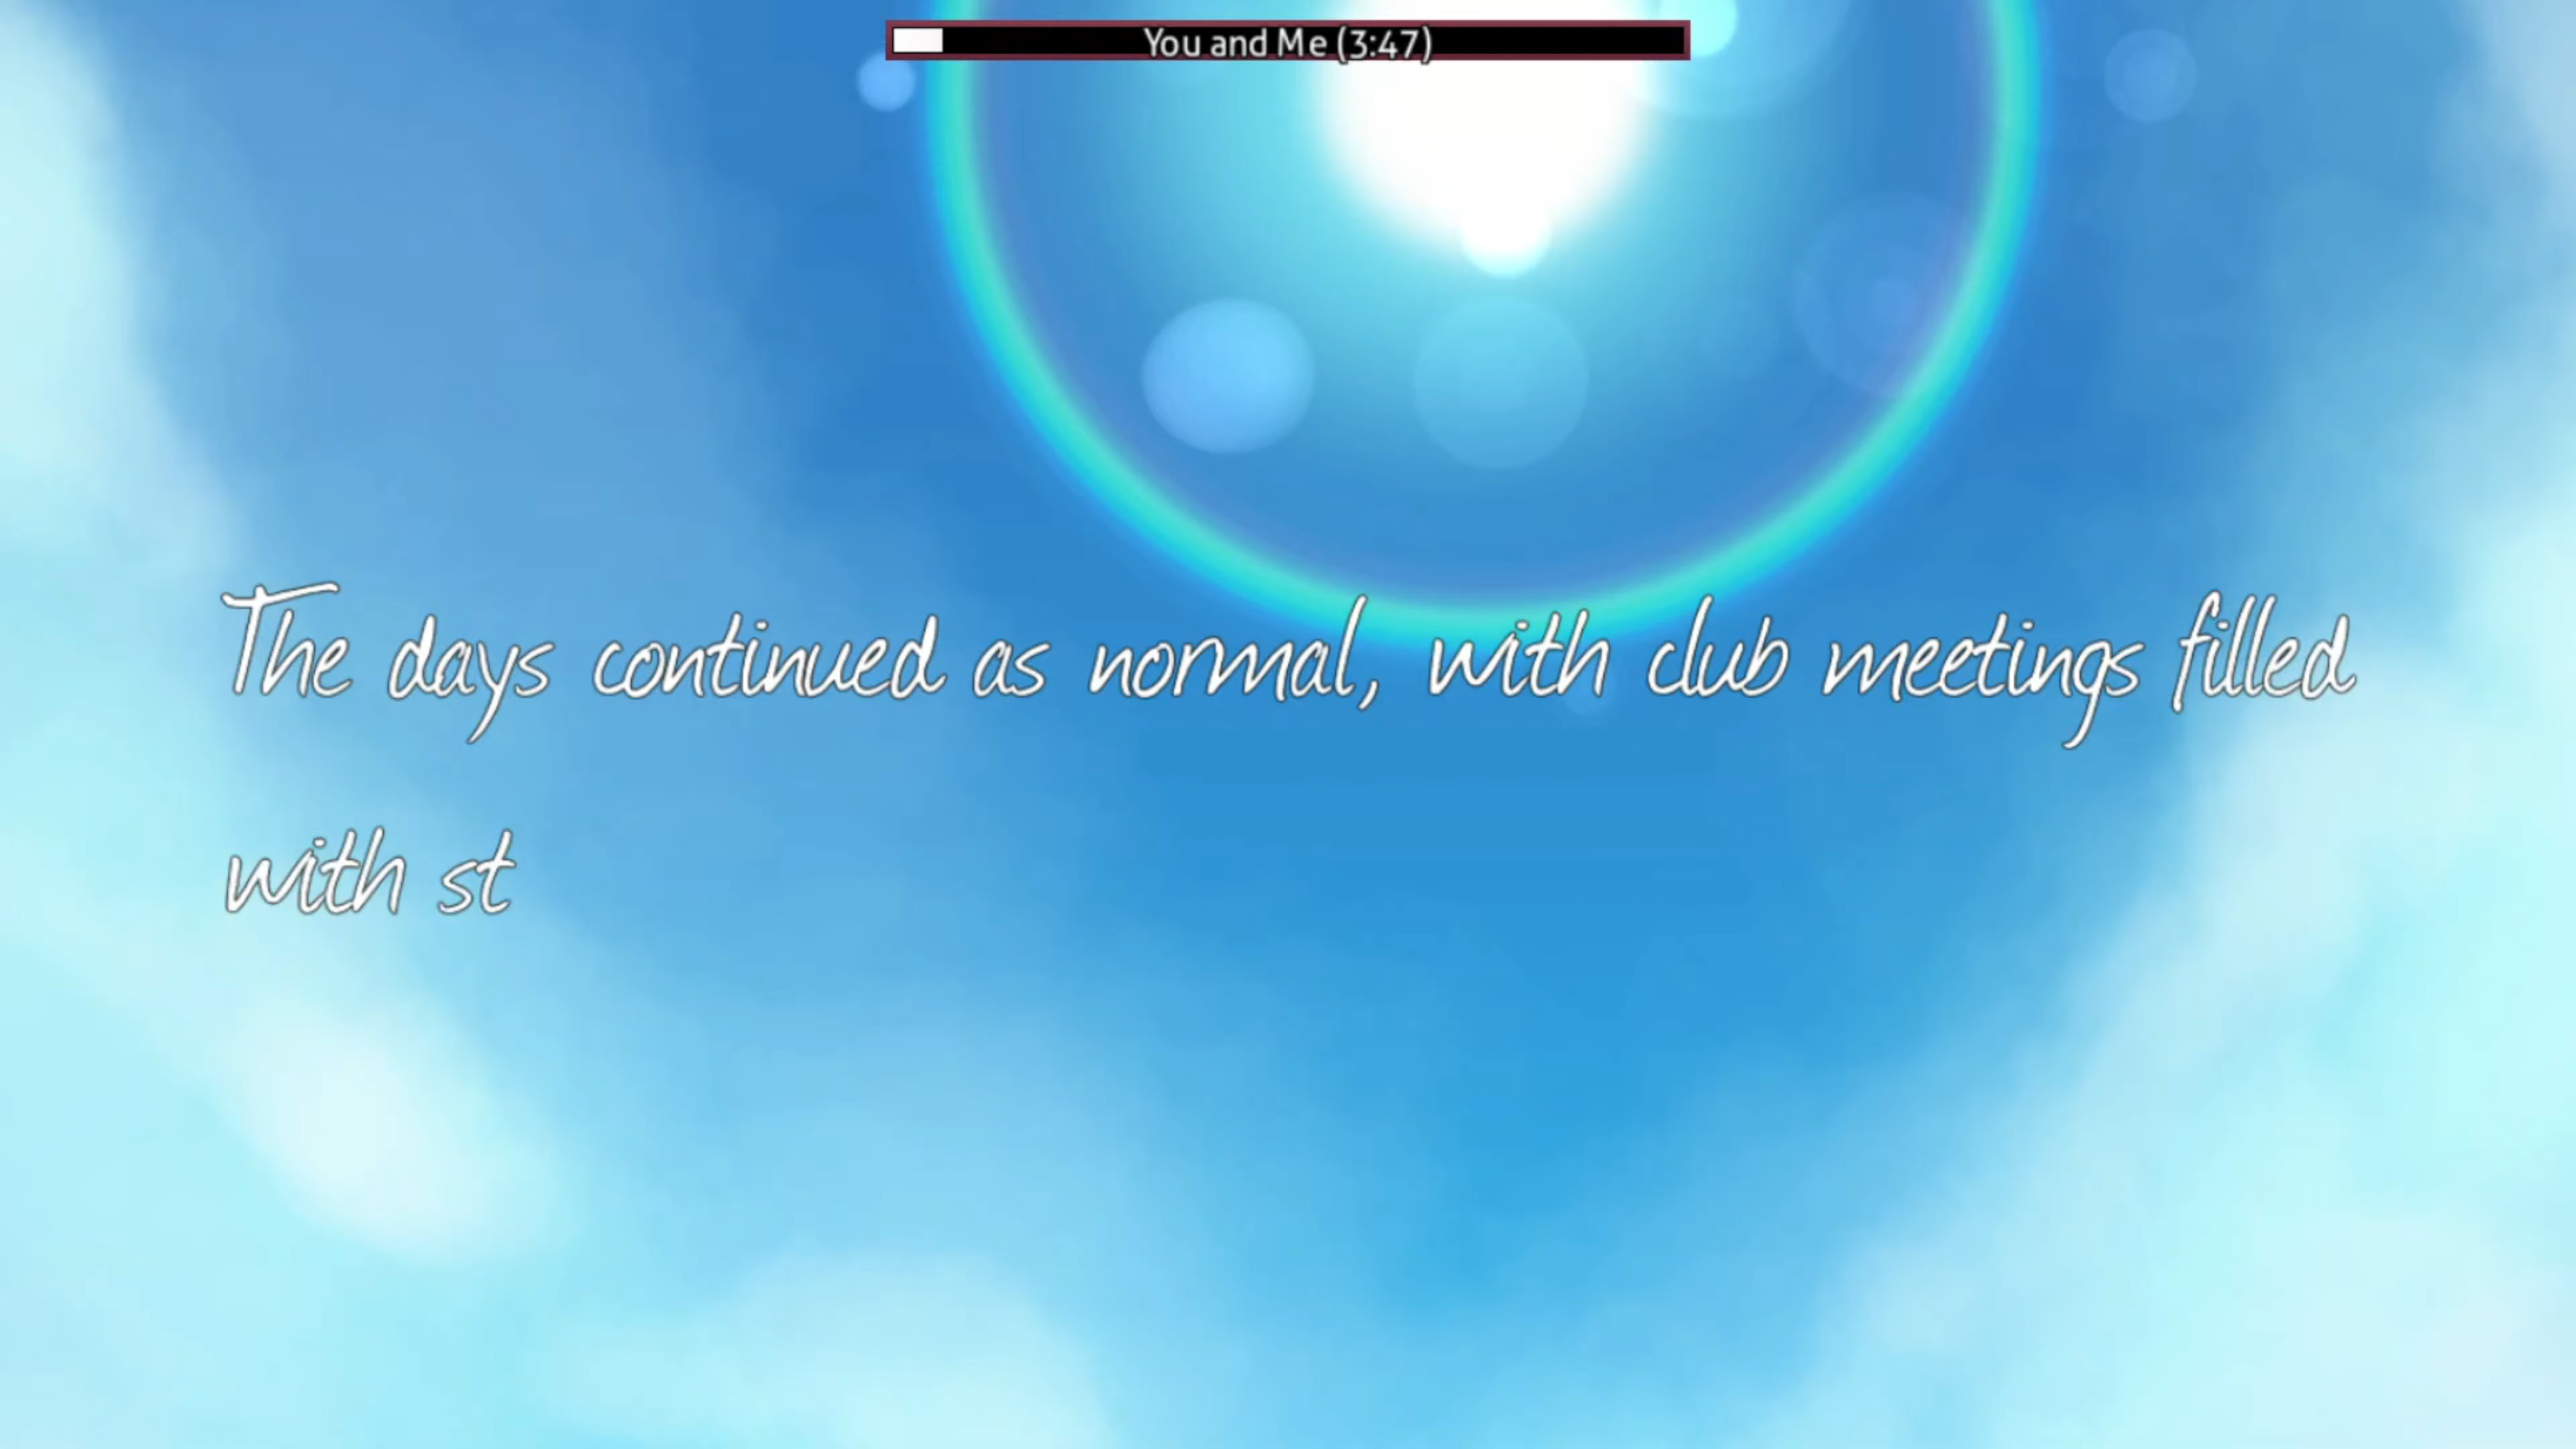 You and Me (3:47)
The days continued as normal, with club meetings filled
with st